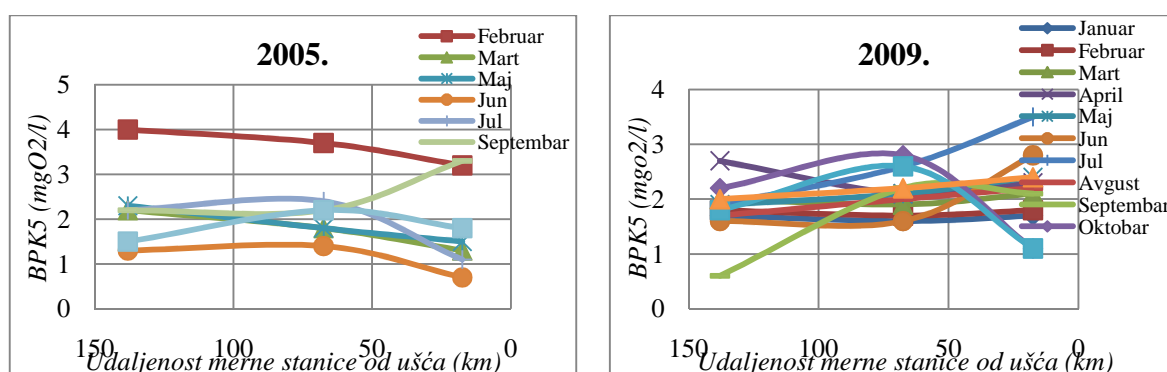 2005.
Februar
Mart
Maj
Jun
Jul
Septembar
5
4
3
2
1
0
150
100
50
0
BPK5 (mgO2/l)
Udaljenost merne stanice od ušća (km)
2009.
Januar
Februar
Mart
April
Maj
Jun
Jul
Avgust
Septembar
Oktobar
4
3
2
1
0
150
100
50
0
BPK5 (mgo2/l)
Udaljenost merne stanice od ušća (km)